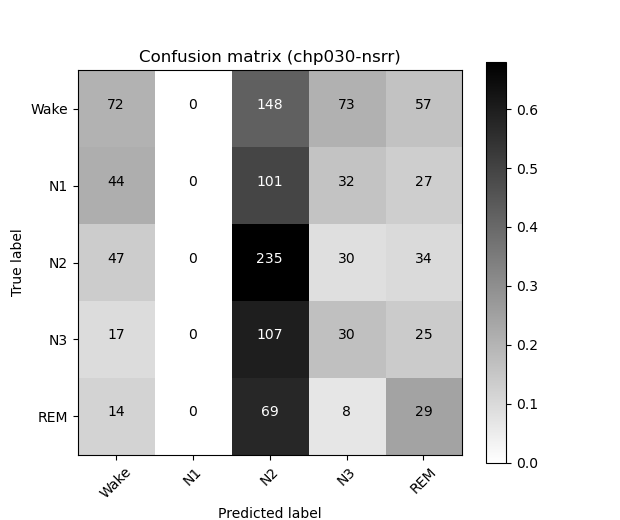 Confusion matrix (chp030-nsrr)
Wake 72 0 148 73 57
N1 44 0 101 32 27
N2 47 0 235 30 34
N3 17 0 107 30 25
REM 14 0 69 8 29
Wake N1 N2 N3 REM
True label
Predicted label
0.6
0.5
0.4
0.3
0.2
0.1
0.0